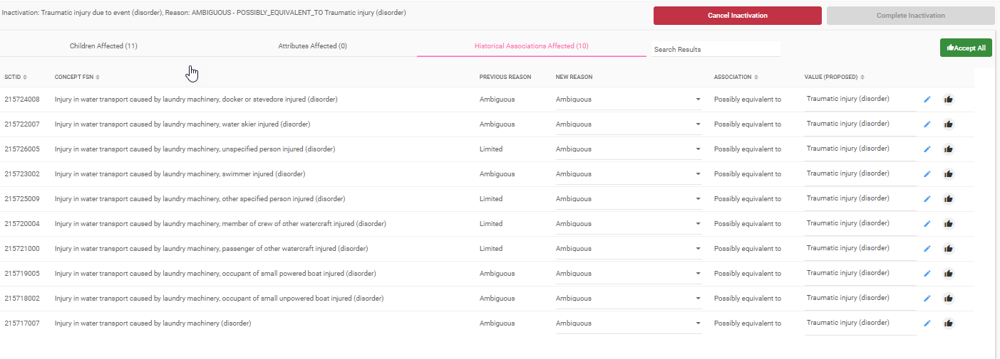 Inactivation: Traumatic injury due to event (disorder), Reason: AMBIGUOUS - POSSIBLY_EQUIVALENT_TO Traumatic injury (disorder)
Cancel Inactivation
Complete Inactivation
Children Affected (11)
Attributes Affected (0)
Historical Associations Affected (10)
Search Results
Accept All
SCTID CONCEPT FSN PREVIOUS REASON NEW REASON ASSOCIATION VALUE (PROPOSED)
215724008 Injury in water transport caused by laundry machinery, docker or stevedore injured (disorder) Ambiguous Ambiguous Possibly equivalent to Traumatic injury (disorder)
215722007 Injury in water transport caused by laundry machinery, water skier injured (disorder) Ambiguous Ambiguous Possibly equivalent to Traumatic injury (disorder)
215726005 Injury in water transport caused by laundry machinery, unspecified person injured (disorder) Limited Ambiguous Possibly equivalent to Traumatic injury (disorder)
215723002 Injury in water transport caused by laundry machinery, swimmer injured (disorder) Ambiguous Ambiguous Possibly equivalent to Traumatic injury (disorder)
215725009 Injury in water transport caused by laundry machinery, other specified person injured (disorder) Limited Ambiguous Possibly equivalent to Traumatic injury (disorder)
215720004 Injury in water transport caused by laundry machinery, member of crew of other watercraft injured (disorder) Limited Ambiguous Possibly equivalent to Traumatic injury (disorder)
215721000 Injury in water transport caused by laundry machinery, passenger of other watercraft injured (disorder) Limited Ambiguous Possibly equivalent to Traumatic injury (disorder)
215719005 Injury in water transport caused by laundry machinery, occupant of small powered boat injured (disorder) Ambiguous Ambiguous Possibly equivalent to Traumatic injury (disorder)
215718002 Injury in water transport caused by laundry machinery, occupant of small unpowered boat injured (disorder) Ambiguous Ambiguous Possibly equivalent to Traumatic injury (disorder)
215717007 Injury in water transport caused by laundry machinery (disorder) Ambiguous Ambiguous Possibly equivalent to Traumatic injury (disorder)